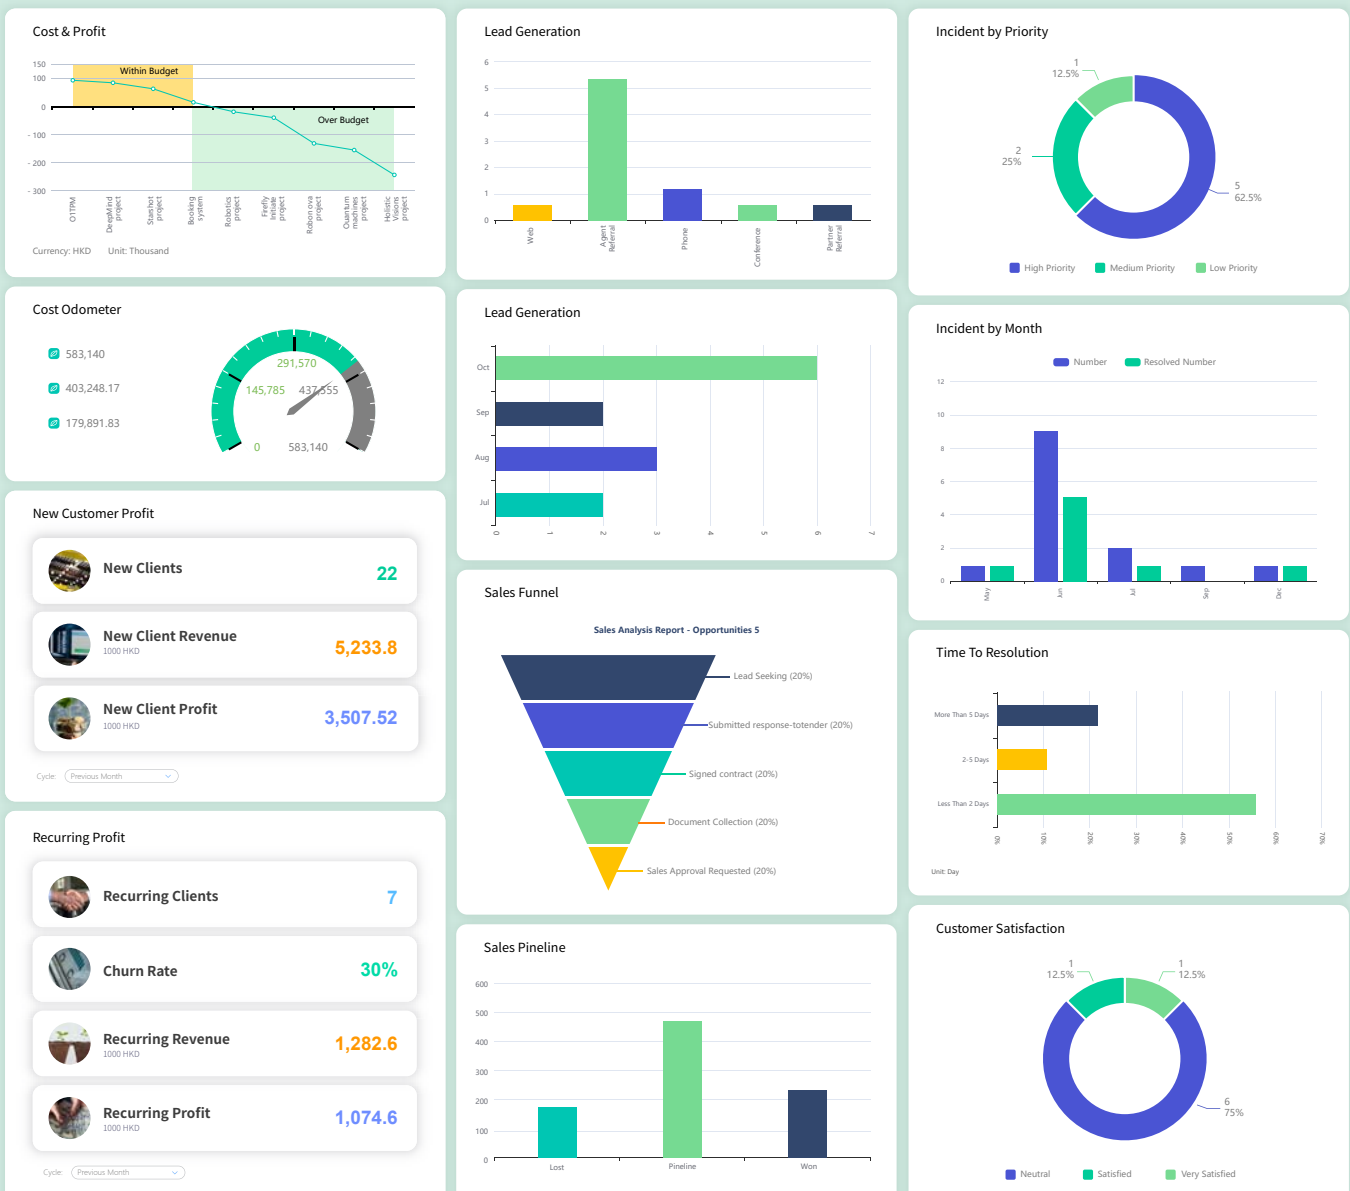 Cost & Profit
150
100
0
- 100
- 200
- 300
Within Budget
Over Budget
O1TPM
DeepMind
project
Starshot
project
Booking
system
Robotics
project
Firefly
Initiate
project
Robonova
project
Quantum
machines
project
Holistic
Visions
project
Currency: HKD Unit: Thousand
Cost Odometer
583,140
403,248.17
179,891.83
291,570
145,785
437,555
0
583,140
New Customer Profit
New Clients
22
New Client Revenue
1000 HKD
5,233.8
New Client Profit
1000 HKD
3,507.52
Cycle:
Previous Month
Recurring Profit
Recurring Clients
7
Churn Rate
30%
Recurring Revenue
1000 HKD
1,282.6
Recurring Profit
1000 HKD
1,074.6
Cycle:
Previous Month
Lead Generation
6
5
4
3
2
1
0
Web
Agent
Referral
Phone
Conference
Partner
Referral
Lead Generation
Oct
Sep
Aug
Jul
0
1
2
3
4
5
6
7
Sales Funnel
Sales Analysis Report - Opportunities 5
Lead Seeking (20%)
Submitted response-totender (20%)
Signed contract (20%)
Document Collection (20%)
Sales Approval Requested (20%)
Sales Pineline
600
500
400
300
200
100
0
Lost
Pineline
Won
Incident by Priority
1
12.5%
2
25%
5
62.5%
High Priority
Medium Priority
Low Priority
Incident by Month
Number
Resolved Number
12
10
8
6
4
2
0
May
Jun
Jul
Sep
Dec
Time To Resolution
More Than 5 Days
2-5 Days
Less Than 2 Days
0%
10%
20%
30%
40%
50%
60%
70%
Unit: Day
Customer Satisfaction
1
12.5%
1
12.5%
6
75%
Neutral
Satisfied
Very Satisfied